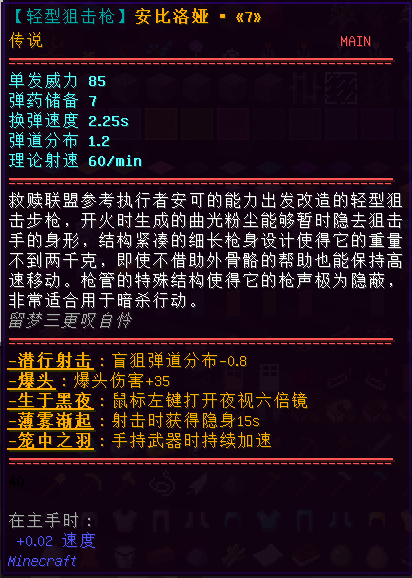 【轻型狙击枪】安比洛娅 · «7»
传说 MAIN
单发威力 85
弹药储备 7
换弹速度 2.25s
弹道分布 1.2
理论射速 60/min
救赎联盟参考执行者安可的能力出发改造的轻型狙
击步枪，开火时生成的曲光粉尘能够暂时隐去狙击
手的身形，结构紧凑的细长枪身设计使得它的重量
不到两千克，即使不借助外骨骼的帮助也能保持高
速移动。枪管的特殊结构使得它的枪声极为隐蔽，
非常适合用于暗杀行动。
留梦三更叹自怜
-潜行射击：盲狙弹道分布-0.8
-爆头：爆头伤害+35
-生于黑夜：鼠标左键打开夜视六倍镜
-薄雾渐起：射击时获得隐身15s
-笼中之羽：手持武器时持续加速
在主手时：
+0.02 速度
Minecraft